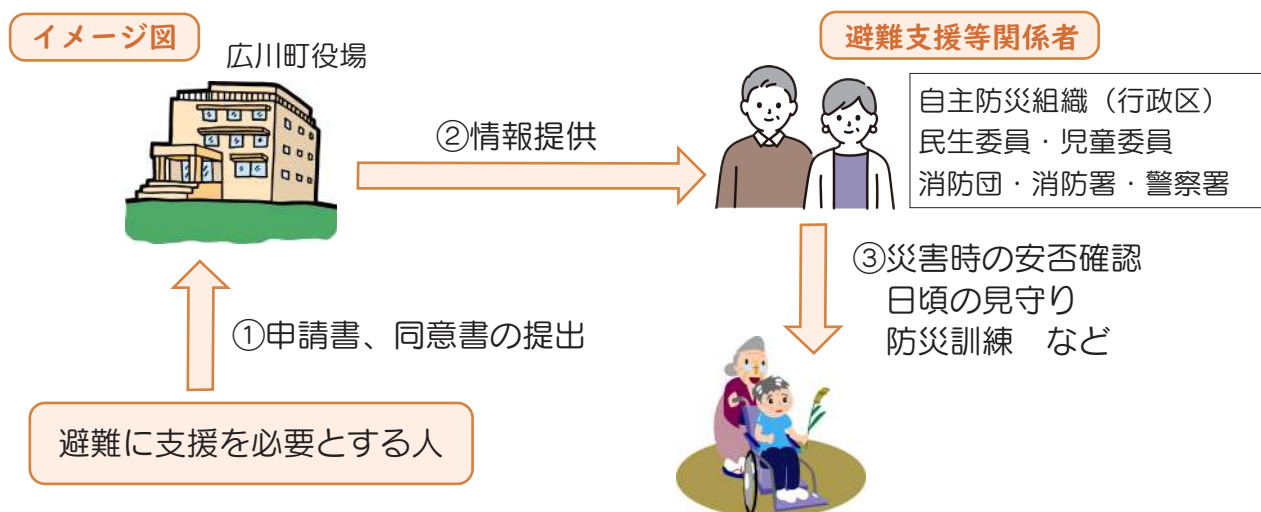 イメージ図
広川町役場
避難支援等関係者
自主防災組織（行政区）
民生委員・児童委員
消防団・消防署・警察署
②情報提供
①申請書、同意書の提出
③災害時の安否確認
日頃の見守り
防災訓練　など
避難に支援を必要とする人